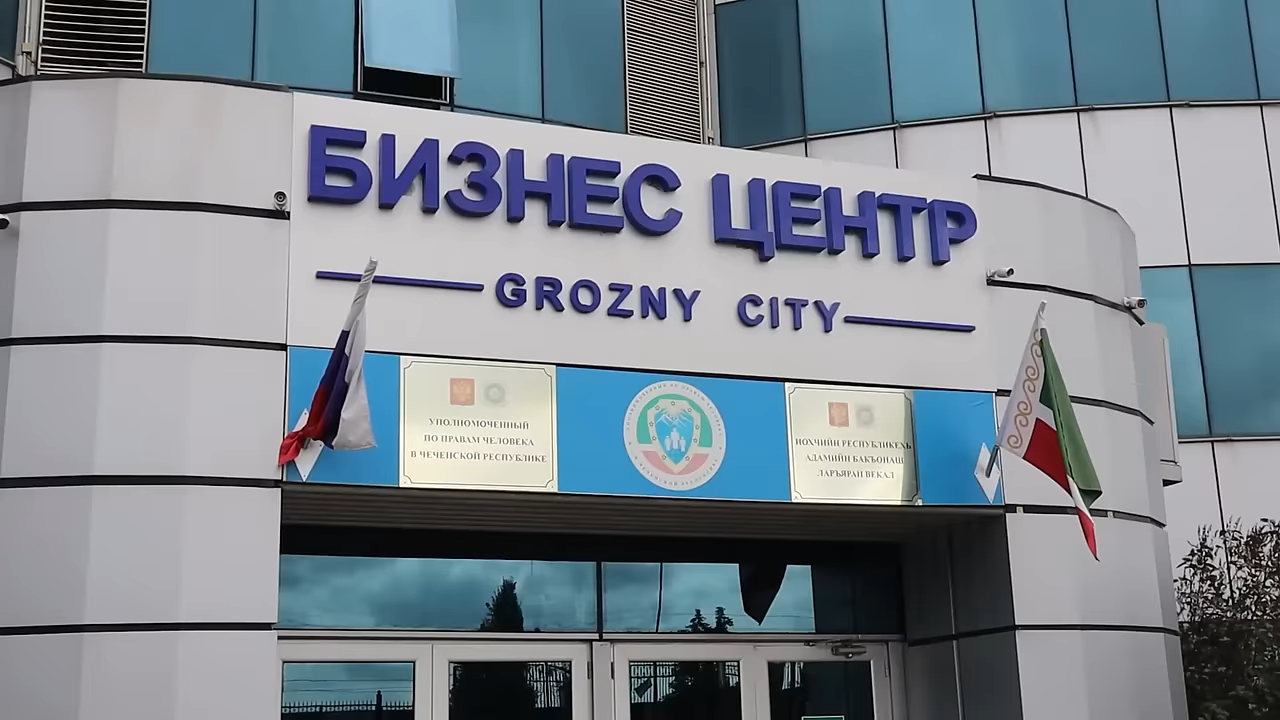 БИЗНЕС ЦЕНТР
GROZNY CITY
УПОЛНОМОЧЕННЫЙ
ПО ПРАВАМ ЧЕЛОВЕКА
В ЧЕЧЕНСКОЙ РЕСПУБЛИКЕ
НОХЧИЙН РЕСПУБЛИКЕХЬ
АДАМИЙН БАКЪОНАШ
ЛАРЪЯРАН ВЕКАЛ